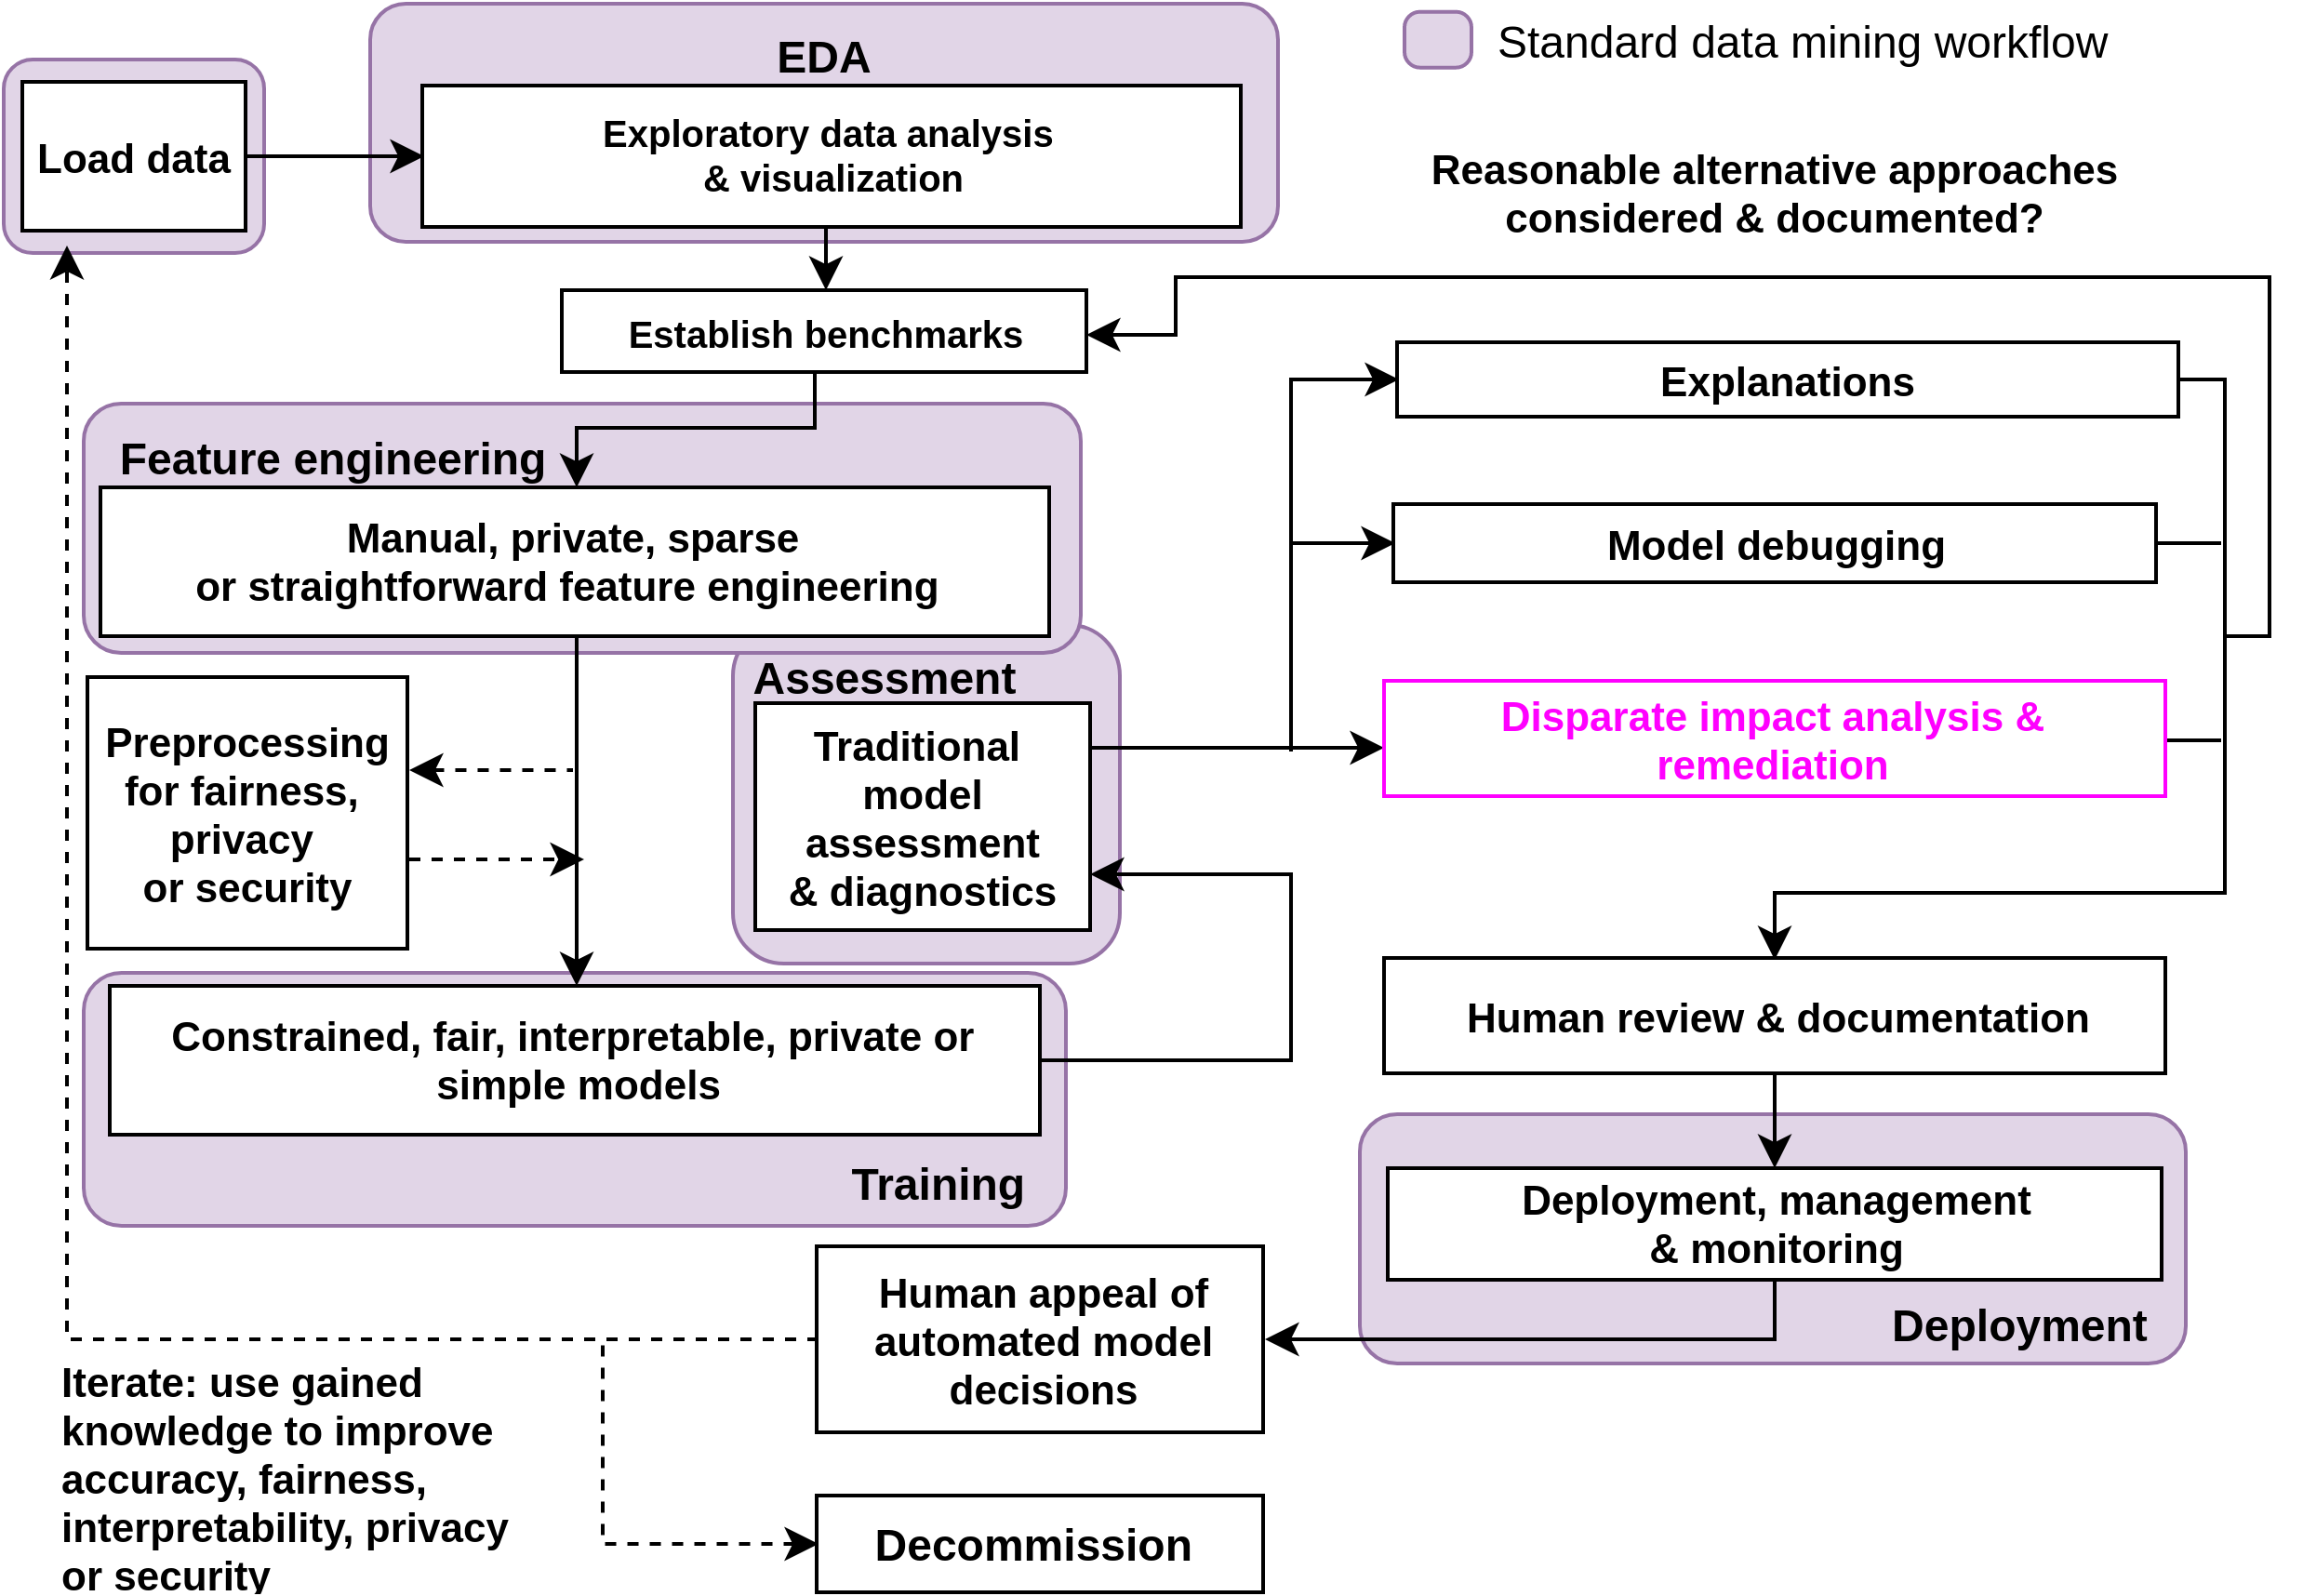 EDA
Standard data mining workflow
Load data
Exploratory data analysis
& visualization
Reasonable alternative approaches
considered & documented?
Establish benchmarks
Explanations
Feature engineering
Manual, private, sparse
or straightforward feature engineering
Model debugging
Assessment
Traditional
model
assessment
& diagnostics
Disparate impact analysis &
remediation
Preprocessing
for fairness,
privacy
or security
Constrained, fair, interpretable, private or
simple models
Training
Human review & documentation
Deployment, management
& monitoring
Deployment
Human appeal of
automated model
decisions
Iterate: use gained
knowledge to improve
accuracy, fairness,
interpretability, privacy
or security
Decommission